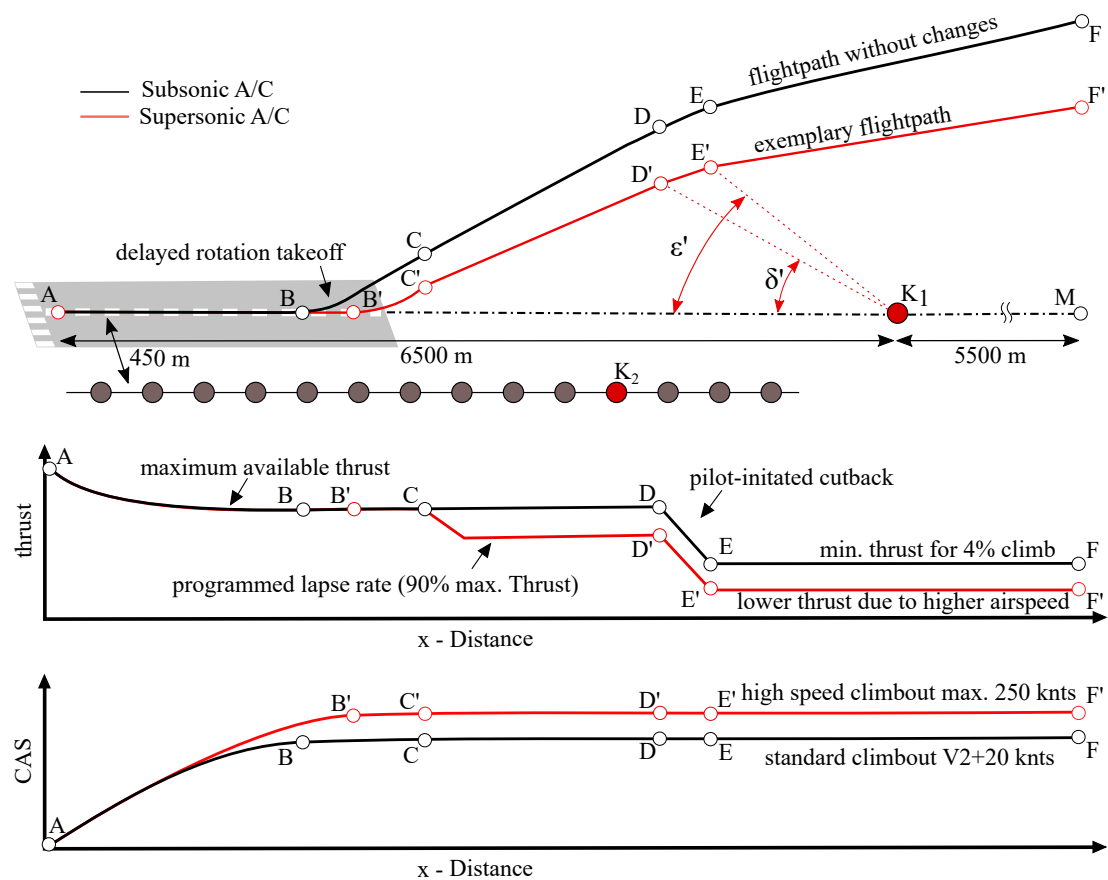 F
flightpath without changes
Subsonic A/C
Supersonic A/C
E
D
F'
exemplary flightpath
E'
D'
delayed rotation takeoff
C
ε'
C'
δ'
A
B
B'
K1
M
450 m
6500 m
5500 m
K2
A
maximum available thrust
B
B'
C
D
pilot-initated cutback
thrust
D'
E
min. thrust for 4% climb
F
programmed lapse rate (90% max. Thrust)
E'
lower thrust due to higher airspeed
F'
x - Distance
B'
C'
D'
E'
high speed climbout max. 250 knts
F'
CAS
B
C
D
E
standard climbout V2+20 knts
F
A
x - Distance